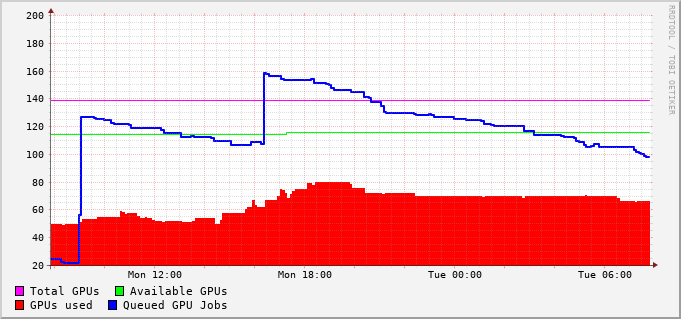 200
180
160
140
120
100
80
60
40
20
Mon 12:00 Mon 18:00 Tue 00:00 Tue 06:00
Total GPUs Available GPUs
GPUs used Queued GPU Jobs
RRDTOOL / TOBI OETIKER